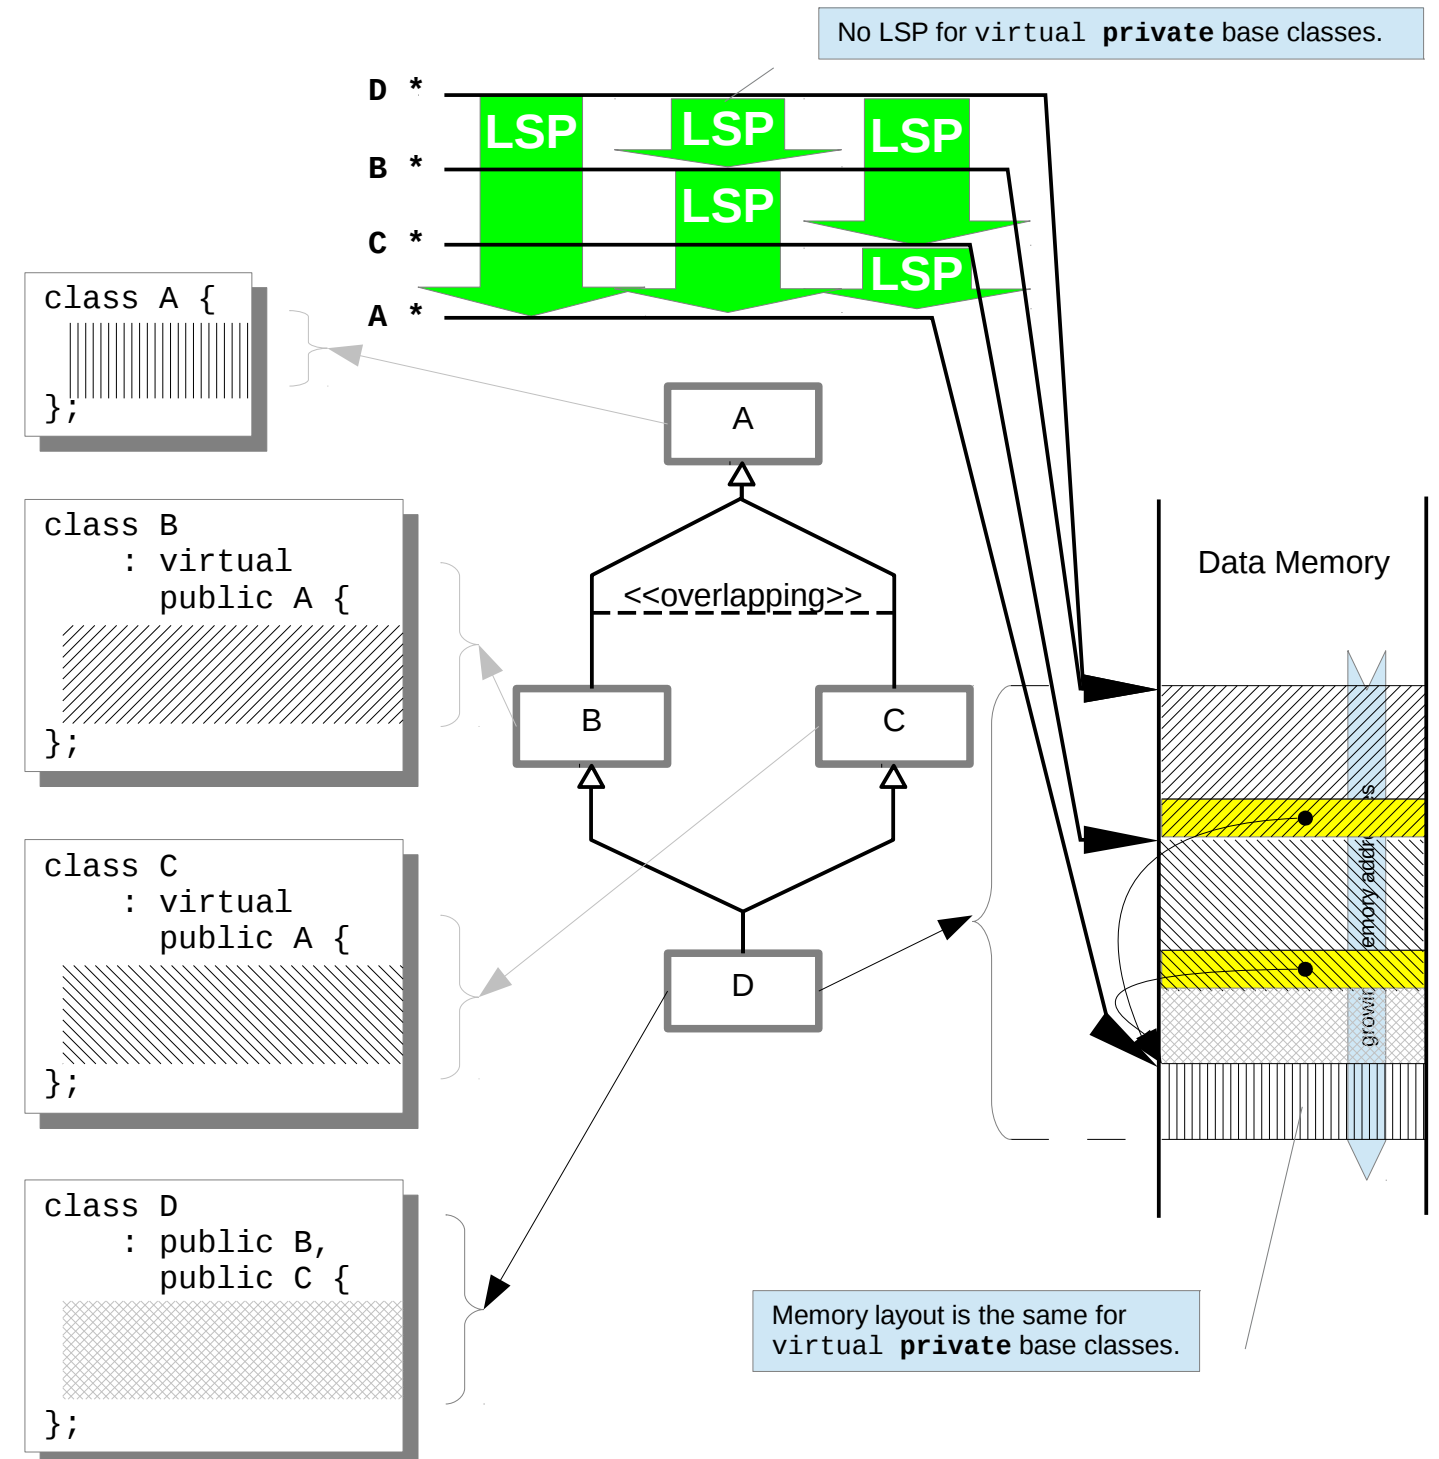 No LSP for virtual private base classes.
D *
LSP
LSP
LSP
B *
LSP
C *
LSP
A *
class A {
};
A
class B
: virtual
public A {
};
<<overlapping>>
B
C
Data Memory
class C
: virtual
public A {
};
D
class D
: public B,
public C {
};
Memory layout is the same for
virtual private base classes.